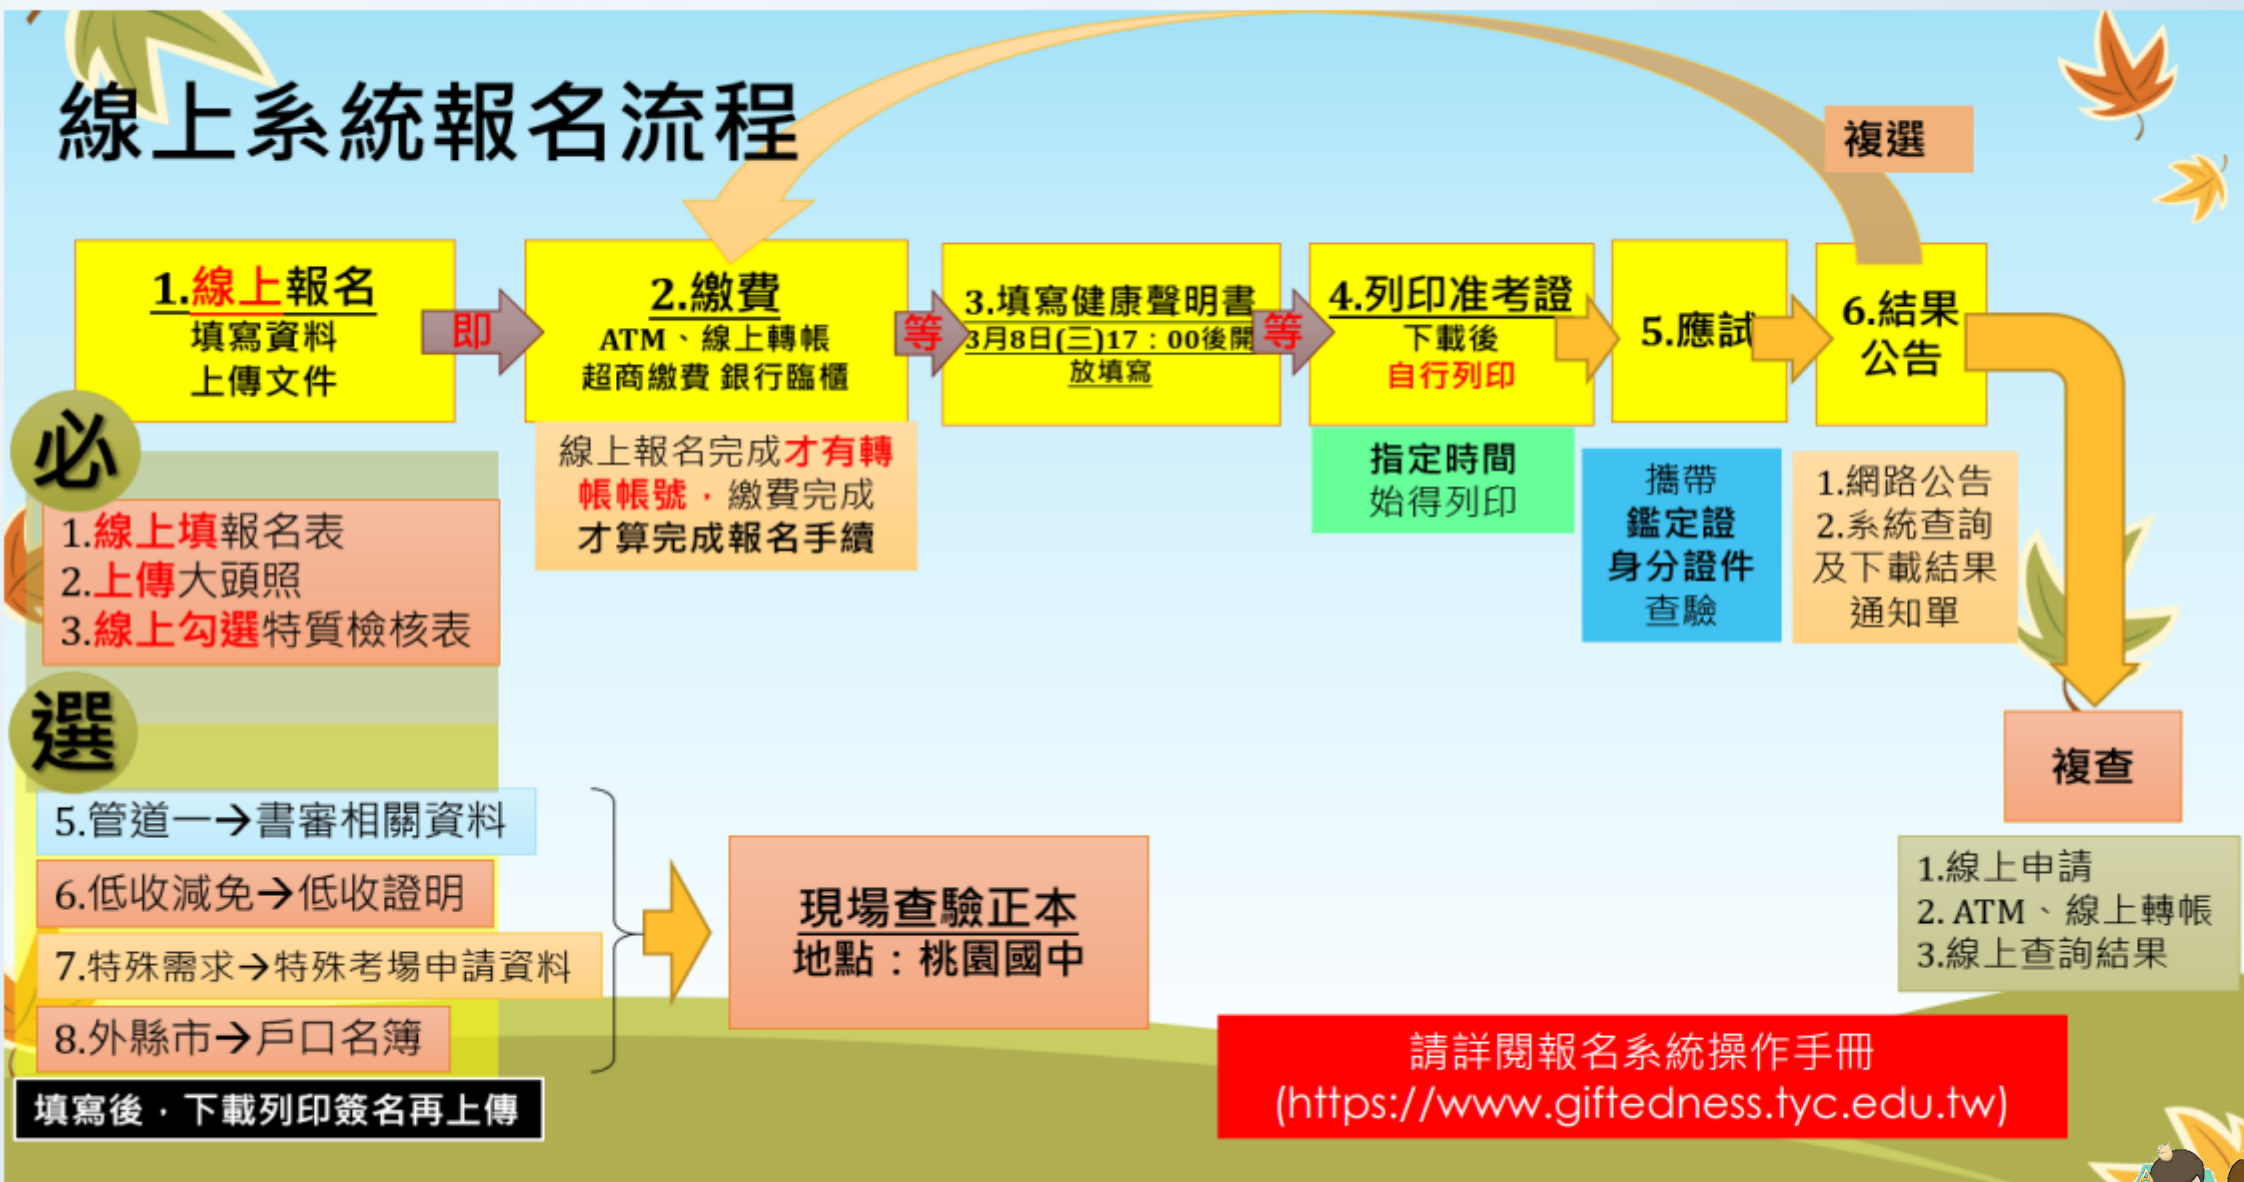 線上系統報名流程
複選
1.線上報名
填寫資料
上傳文件
即
2.繳費
ATM、線上轉帳
超商繳費 銀行臨櫃
等
3.填寫健康聲明書
3月8日(三)17：00後開
放填寫
等
4.列印准考證
下載後
自行列印
5.應試
6.結果
公告
必
1.線上填報名表
2.上傳大頭照
3.線上勾選特質檢核表
線上報名完成才有轉
帳帳號，繳費完成
才算完成報名手續
指定時間
始得列印
攜帶
鑑定證
身分證件
查驗
1.網路公告
2.系統查詢
及下載結果
通知單
選
5.管道一→書審相關資料
6.低收減免→低收證明
7.特殊需求→特殊考場申請資料
8.外縣市→戶口名簿
填寫後，下載列印簽名再上傳
現場查驗正本
地點：桃園國中
複查
1.線上申請
2. ATM、線上轉帳
3.線上查詢結果
請詳閱報名系統操作手冊
(https://www.giftedness.tyc.edu.tw)